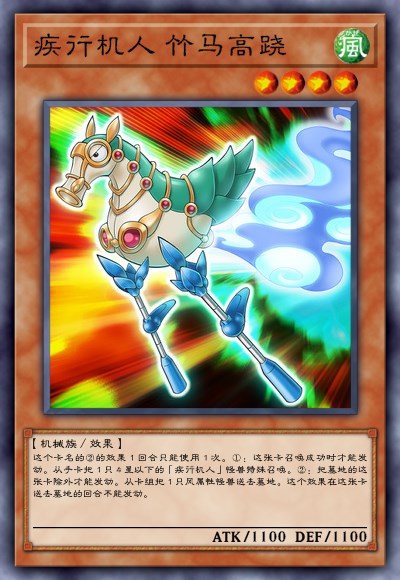 疾行机人 竹马高跷
風
【机械族／效果】
这个卡名的②的效果1回合只能使用1次。①：这张卡召唤成功时才能发
动。从手卡把1只4星以下的「疾行机人」怪兽特殊召唤。②：把墓地的这
张卡除外才能发动。从卡组把1只风属性怪兽送去墓地。这个效果在这张卡
送去墓地的回合不能发动。
ATK/1100 DEF/1100